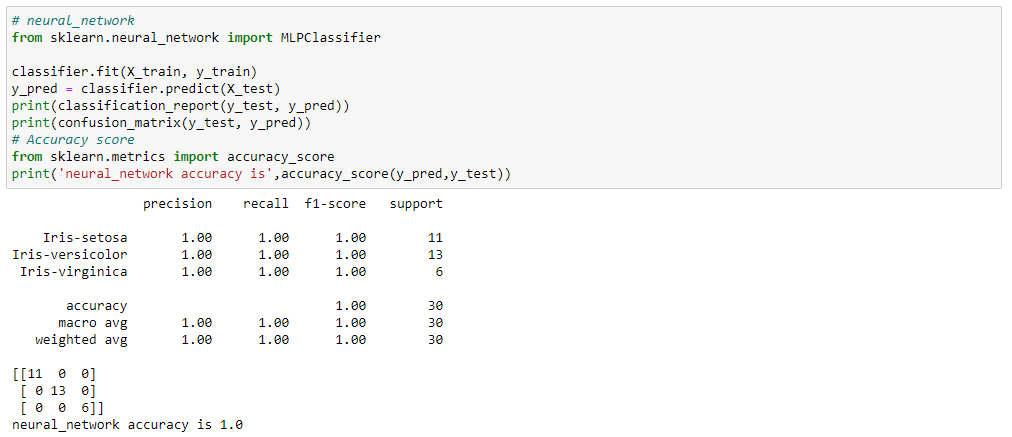 # neural_network
from sklearn.neural_network import MLPClassifier
classifier.fit(X_train, y_train)
y_pred = classifier.predict(X_test)
print(classification_report(y_test, y_pred))
print(confusion_matrix(y_test, y_pred))
# Accuracy score
from sklearn.metrics import accuracy_score
print('neural_network accuracy is',accuracy_score(y_pred,y_test))
precision recall f1-score support
Iris-setosa 1.00 1.00 1.00 11
Iris-versicolor 1.00 1.00 1.00 13
Iris-virginica 1.00 1.00 1.00 6
accuracy 1.00 30
macro avg 1.00 1.00 1.00 30
weighted avg 1.00 1.00 1.00 30
[[11 0 0]
[ 0 13 0]
[ 0 0 6]]
neural_network accuracy is 1.0